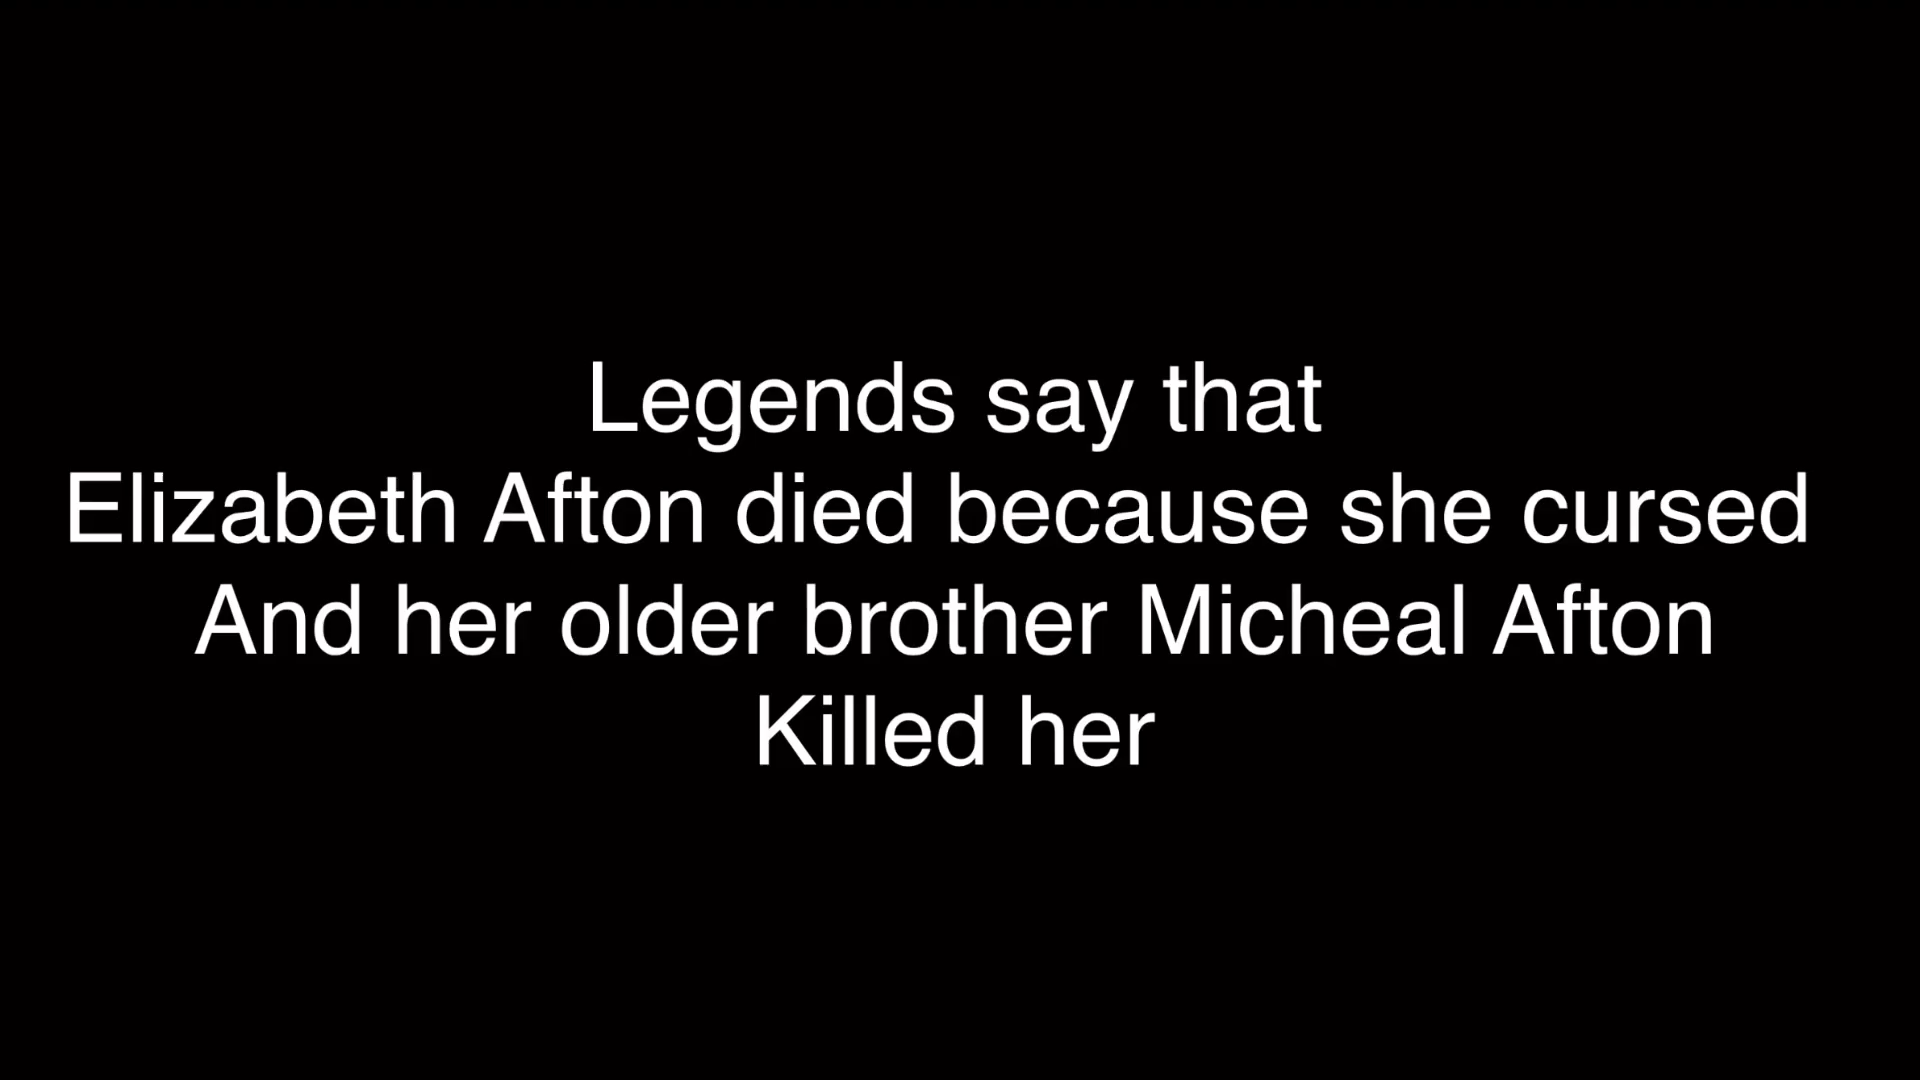 Legends say that
Elizabeth Afton died because she cursed
And her older brother Micheal Afton
Killed her